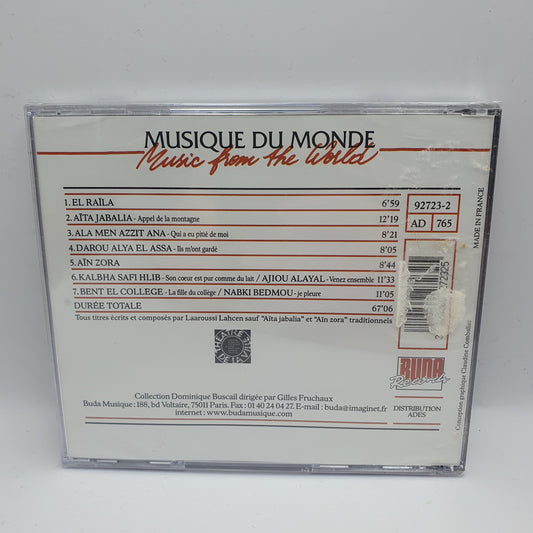 MUSIQUE DU MONDE
Music from the World
1. EL RAÏLA 6'59
2. AÏTA JABALIA - Appel de la montagne 12'19
3. ALA MEN AZZIT ANA - Qui a eu pitié de moi 8'21
4. DAROU ALYA EL ASSA - Ils m'ont gardé 8'05
5. AÏN ZORA 8'44
6. KALBHA SAFI HLIB - Son cœur est pur comme du lait / AJIOU ALAYAL - Venez ensemble 11'33
7. BENT EL COLLEGE - La fille du collège / NABKI BEDMOU - je pleure 11'05
DURÉE TOTALE 67'06
Tous titres écrits et composés par Laaroussi Lahcen sauf "Aïta jabalia" et "Aïn zora" traditionnels
Collection Dominique Buscail dirigée par Gilles Fruchaux
Buda Musique : 188, bd Voltaire, 75011 Paris. Fax : 01 40 24 04 27. E-mail : buda@imaginet.fr
internet : www.budamusique.com
92723-2
AD 765
MADE IN FRANCE
BUDA
Records
DISTRIBUTION
ADES
Conception graphique Claudine Combalier